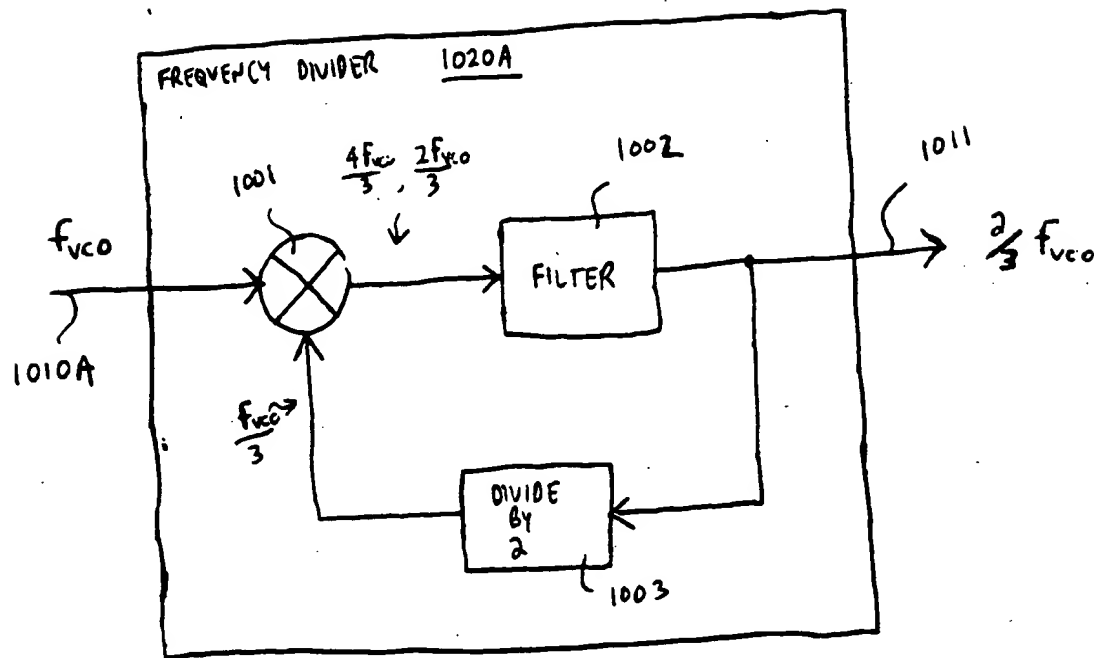 FREQUENCY DIVIDER 1020A
1001
4fvco/3, 2fvco/3
1002
1011
fvco
FILTER
2/3 fvco
1010A
fvco/3
DIVIDE
BY
2
1003